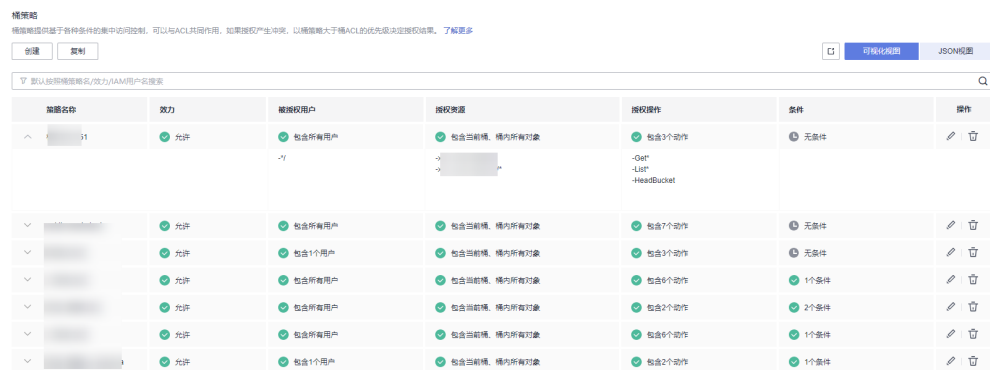 桶策略
桶策略提供基于各种条件的集中访问控制，可以与ACL共同作用，如果授权产生冲突，以桶策略大于桶ACL的优先级决定授权结果。 了解更多
创建 复制 可视化视图 JSON视图
默认按照桶策略名/效力/IAM用户名搜索
策略名称 效力 被授权用户 授权资源 授权操作 条件 操作
51 允许 包含所有用户 包含当前桶、桶内所有对象 包含3个动作 无条件
-*/ -Get*
-List*
-HeadBucket
允许 包含所有用户 包含当前桶、桶内所有对象 包含7个动作 无条件
允许 包含1个用户 包含当前桶、桶内所有对象 包含3个动作 无条件
允许 包含所有用户 包含当前桶、桶内所有对象 包含6个动作 1个条件
允许 包含所有用户 包含当前桶、桶内所有对象 包含2个动作 2个条件
允许 包含所有用户 包含当前桶、桶内所有对象 包含6个动作 1个条件
允许 包含1个用户 包含当前桶、桶内所有对象 包含2个动作 1个条件